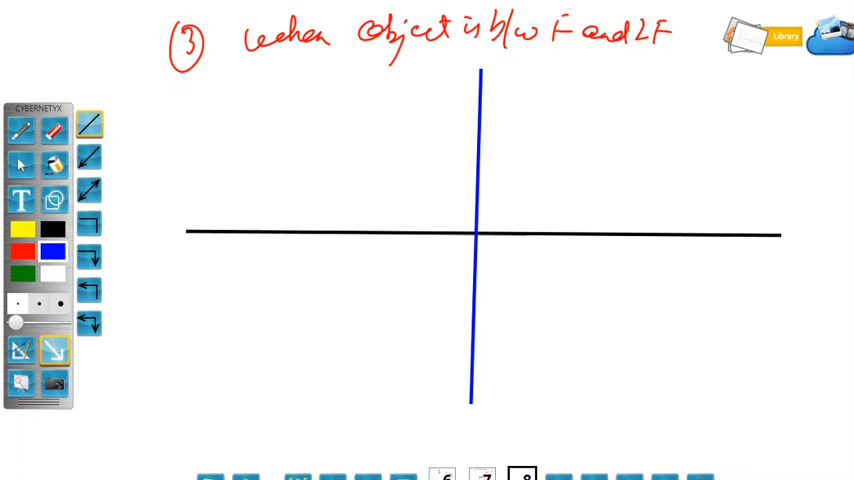 3 when object is b/w F and 2F
Library
CYBERNETYX
T
6 7 8